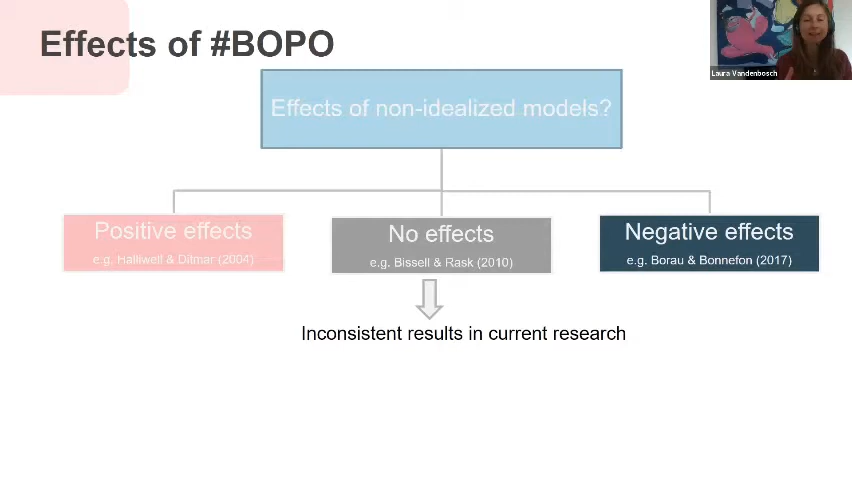 Effects of #BOPO
Laura Vandenbosch
Effects of non-idealized models?
Positive effects
e.g. Halliwell & Ditmar (2004)
No effects
e.g. Bissell & Rask (2010)
Negative effects
e.g. Borau & Bonnefon (2017)
Inconsistent results in current research